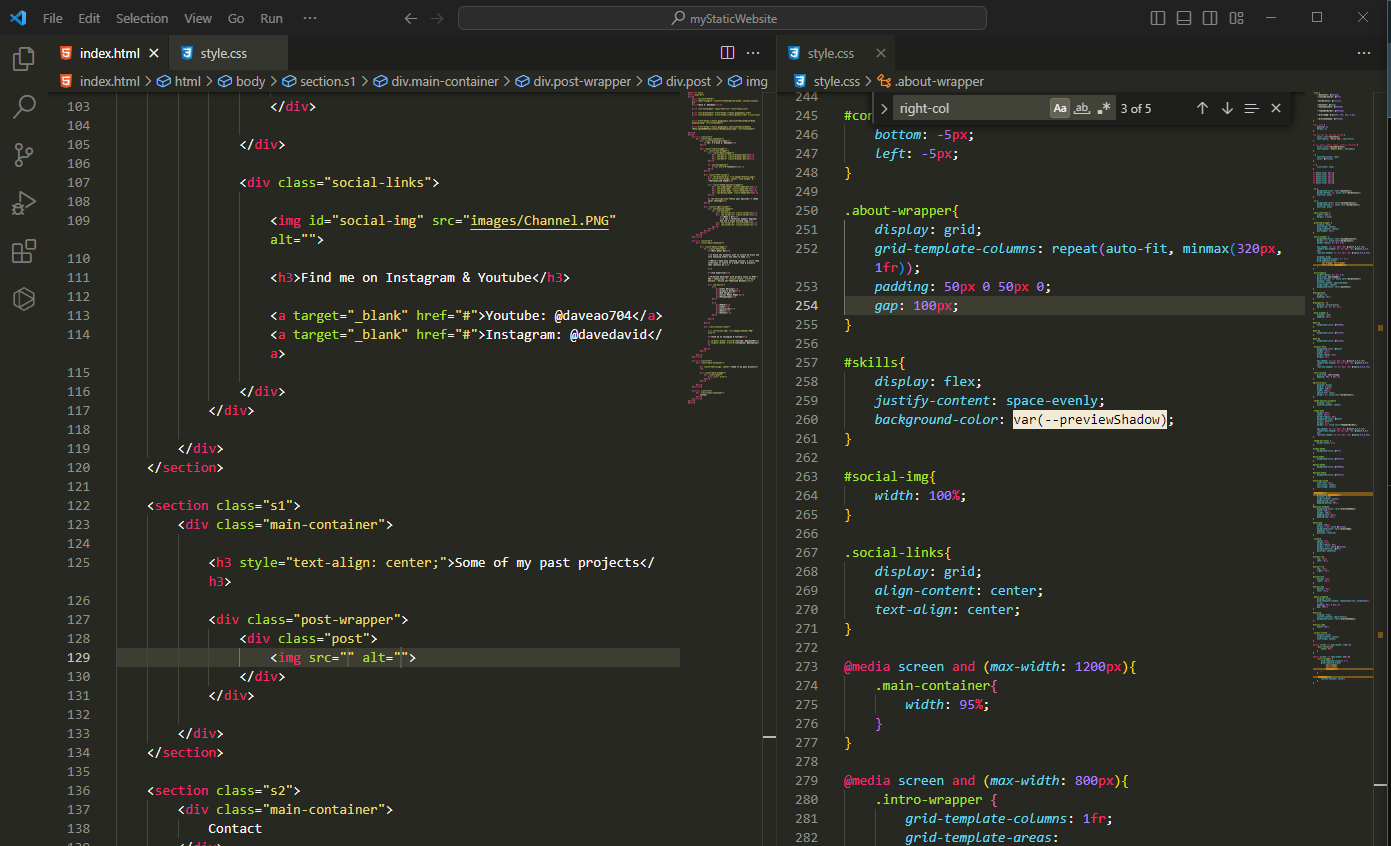 File Edit Selection View Go Run ··· myStaticWebsite
index.html style.css
index.html > html > body > section.s1 > div.main-container > div.post-wrapper > div.post > img
103 </div>
104
105 </div>
106
107 <div class="social-links">
108
109 <img id="social-img" src="images/Channel.PNG"
alt="">
110
111 <h3>Find me on Instagram & Youtube</h3>
112
113 <a target="_blank" href="#">Youtube: @daveao704</a>
114 <a target="_blank" href="#">Instagram: @davedavid</
a>
115
116 </div>
117 </div>
118
119 </div>
120 </section>
121
122 <section class="s1">
123 <div class="main-container">
124
125 <h3 style="text-align: center;">Some of my past projects</
h3>
126
127 <div class="post-wrapper">
128 <div class="post">
129 <img src="" alt="">
130 </div>
131 </div>
132
133 </div>
134 </section>
135
136 <section class="s2">
137 <div class="main-container">
138 Contact
139 </div>
style.css
style.css > .about-wrapper
right-col Aa ab .* 3 of 5
244
245 #cor
246 bottom: -5px;
247 left: -5px;
248 }
249
250 .about-wrapper{
251 display: grid;
252 grid-template-columns: repeat(auto-fit, minmax(320px,
1fr));
253 padding: 50px 0 50px 0;
254 gap: 100px;
255 }
256
257 #skills{
258 display: flex;
259 justify-content: space-evenly;
260 background-color: var(--previewShadow);
261 }
262
263 #social-img{
264 width: 100%;
265 }
266
267 .social-links{
268 display: grid;
269 align-content: center;
270 text-align: center;
271 }
272
273 @media screen and (max-width: 1200px){
274 .main-container{
275 width: 95%;
276 }
277 }
278
279 @media screen and (max-width: 800px){
280 .intro-wrapper {
281 grid-template-columns: 1fr;
282 grid-template-areas: